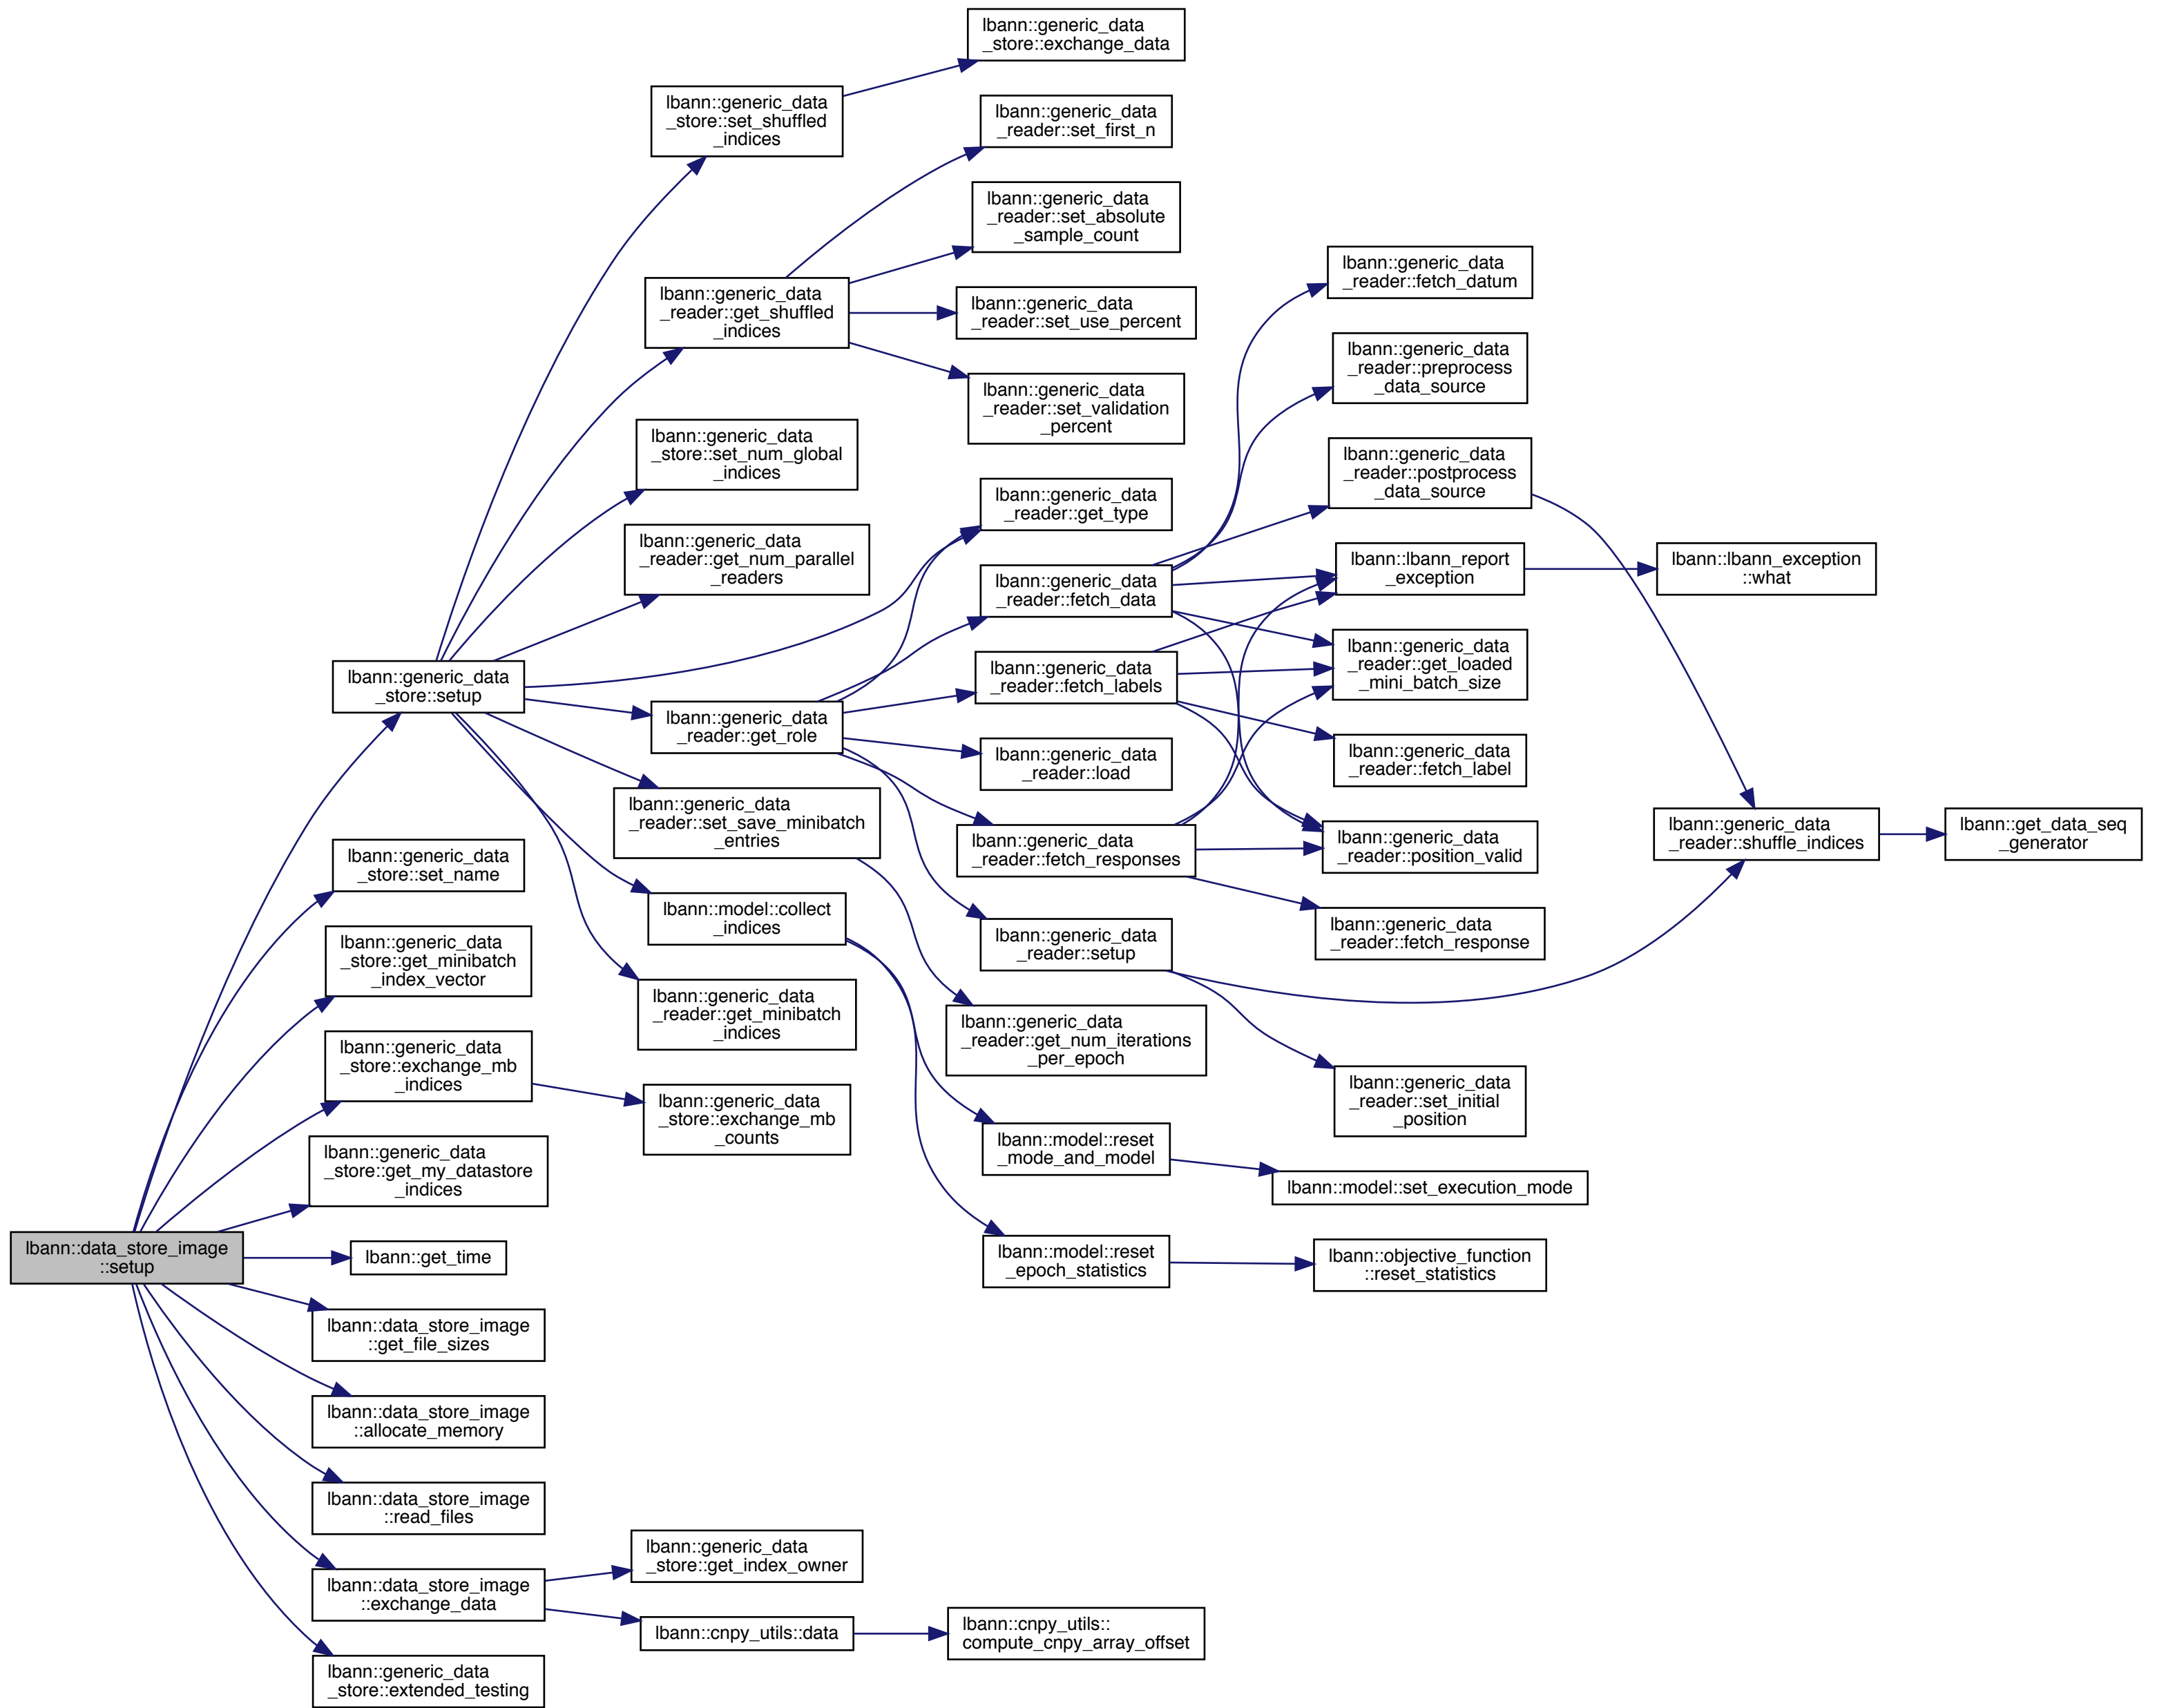 lbann::data_store_image
::setup
lbann::generic_data
_store::setup
lbann::generic_data
_store::set_name
lbann::generic_data
_store::get_minibatch
_index_vector
lbann::generic_data
_store::exchange_mb
_indices
lbann::generic_data
_store::get_my_datastore
_indices
lbann::get_time
lbann::data_store_image
::get_file_sizes
lbann::data_store_image
::allocate_memory
lbann::data_store_image
::read_files
lbann::data_store_image
::exchange_data
lbann::generic_data
_store::extended_testing
lbann::generic_data
_store::set_shuffled
_indices
lbann::generic_data
_reader::get_shuffled
_indices
lbann::generic_data
_store::set_num_global
_indices
lbann::generic_data
_reader::get_num_parallel
_readers
lbann::generic_data
_reader::get_role
lbann::generic_data
_reader::set_save_minibatch
_entries
lbann::model::collect
_indices
lbann::generic_data
_reader::get_minibatch
_indices
lbann::generic_data
_store::exchange_mb
_counts
lbann::generic_data
_store::get_index_owner
lbann::cnpy_utils::data
lbann::generic_data
_store::exchange_data
lbann::generic_data
_reader::set_first_n
lbann::generic_data
_reader::set_absolute
_sample_count
lbann::generic_data
_reader::set_use_percent
lbann::generic_data
_reader::set_validation
_percent
lbann::generic_data
_reader::get_type
lbann::generic_data
_reader::fetch_data
lbann::generic_data
_reader::fetch_labels
lbann::generic_data
_reader::load
lbann::generic_data
_reader::fetch_responses
lbann::generic_data
_reader::setup
lbann::generic_data
_reader::get_num_iterations
_per_epoch
lbann::model::reset
_mode_and_model
lbann::model::reset
_epoch_statistics
lbann::cnpy_utils::
compute_cnpy_array_offset
lbann::generic_data
_reader::fetch_datum
lbann::generic_data
_reader::preprocess
_data_source
lbann::generic_data
_reader::postprocess
_data_source
lbann::lbann_report
_exception
lbann::generic_data
_reader::get_loaded
_mini_batch_size
lbann::generic_data
_reader::fetch_label
lbann::generic_data
_reader::position_valid
lbann::generic_data
_reader::fetch_response
lbann::generic_data
_reader::set_initial
_position
lbann::model::set_execution_mode
lbann::objective_function
::reset_statistics
lbann::lbann_exception
::what
lbann::generic_data
_reader::shuffle_indices
lbann::get_data_seq
_generator